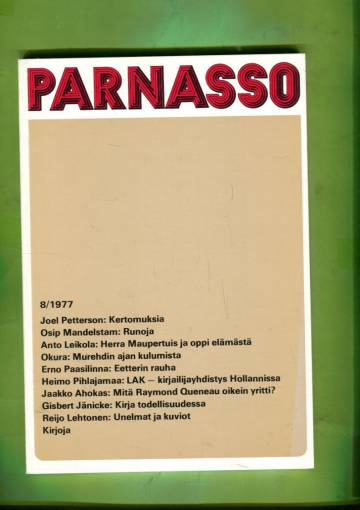 PARNASSO
8/1977
Joel Petterson: Kertomuksia
Osip Mandelstam: Runoja
Anto Leikola: Herra Maupertuis ja oppi elämästä
Okura: Murehdin ajan kulumista
Erno Paasilinna: Eetterin rauha
Heimo Pihlajamaa: LAK — kirjailijayhdistys Hollannissa
Jaakko Ahokas: Mitä Raymond Queneau oikein yritti?
Gisbert Jänicke: Kirja todellisuudessa
Reijo Lehtonen: Unelmat ja kuviot
Kirjoja